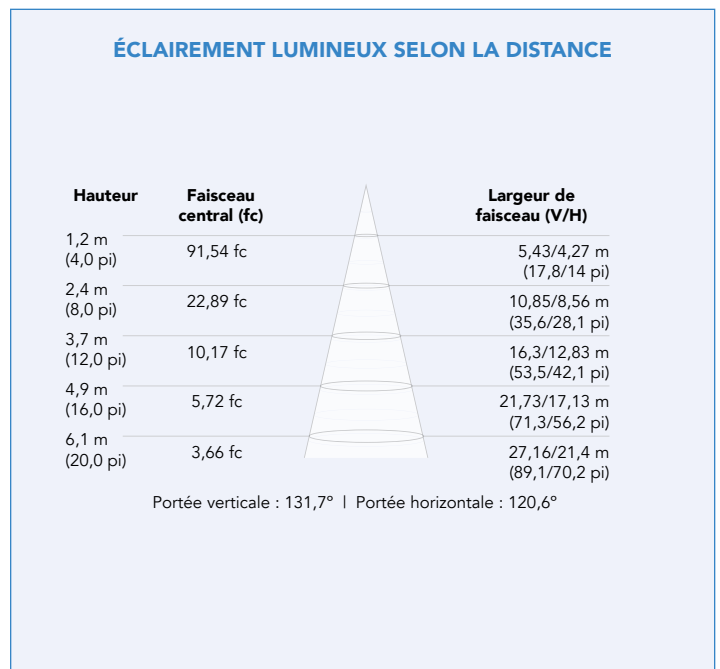 ÉCLAIREMENT LUMINEUX SELON LA DISTANCE
Hauteur
Faisceau
central (fc)
Largeur de
faisceau (V/H)
1,2 m
(4,0 pi)
91,54 fc
5,43/4,27 m
(17,8/14 pi)
2,4 m
(8,0 pi)
22,89 fc
10,85/8,56 m
(35,6/28,1 pi)
3,7 m
(12,0 pi)
10,17 fc
16,3/12,83 m
(53,5/42,1 pi)
4,9 m
(16,0 pi)
5,72 fc
21,73/17,13 m
(71,3/56,2 pi)
6,1 m
(20,0 pi)
3,66 fc
27,16/21,4 m
(89,1/70,2 pi)
Portée verticale : 131,7° | Portée horizontale : 120,6°